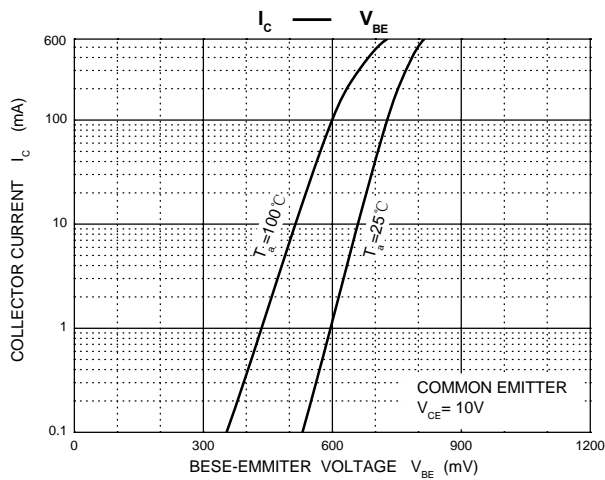 I_C — V_BE
600
100
10
1
0.1
COLLECTOR CURRENT I_C (mA)
T_a=100℃
T_a=25℃
COMMON EMITTER
V_CE= 10V
0 300 600 900 1200
BESE-EMMITER VOLTAGE V_BE (mV)